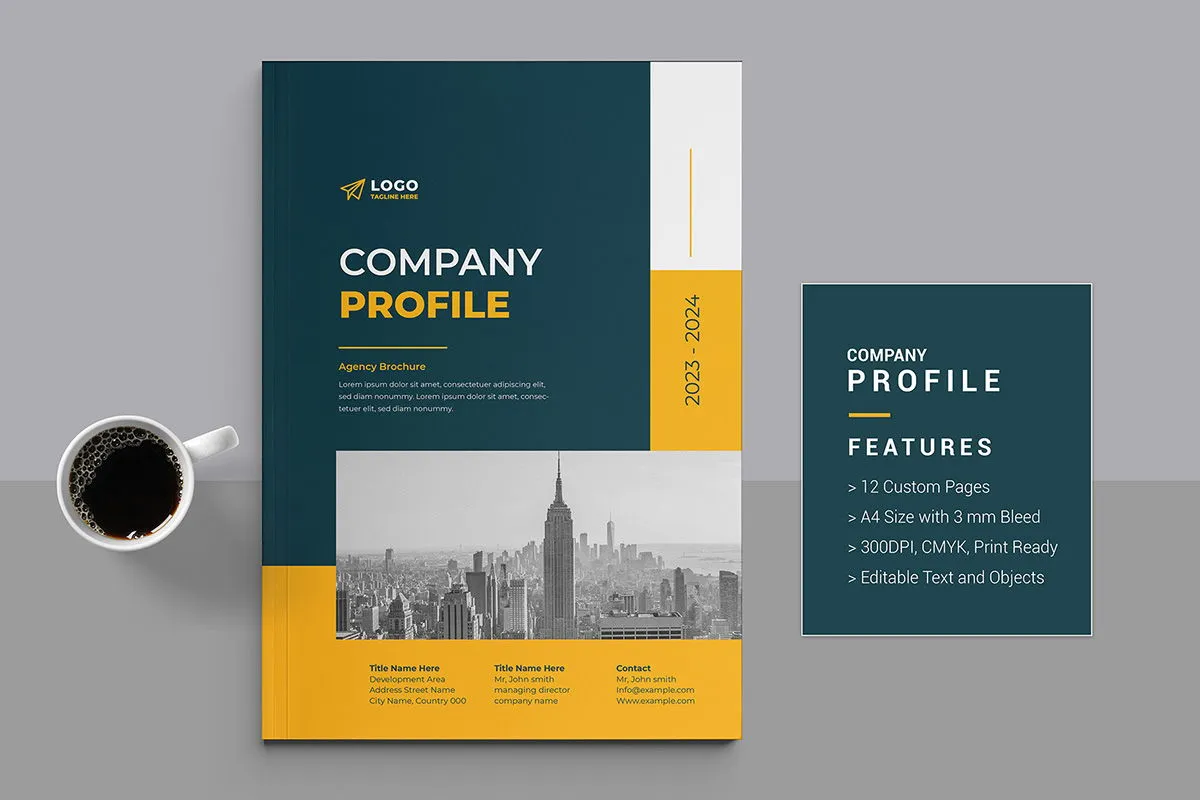 LOGO
TAGLINE HERE
COMPANY
PROFILE
Agency Brochure
Lorem ipsum dolor sit amet, consectetuer adipiscing elit,
sed diam nonummy. Lorem ipsum dolor sit amet, consec-
tetuer elit, sed diam nonummy.
2023 - 2024
Title Name Here
Development Area
Address Street Name
City Name, Country 000
Title Name Here
Mr, John smith
managing director
company name
Contact
Mr, John smith
Info@example.com
Www.example.com
COMPANY
PROFILE
FEATURES
> 12 Custom Pages
> A4 Size with 3 mm Bleed
> 300DPI, CMYK, Print Ready
> Editable Text and Objects